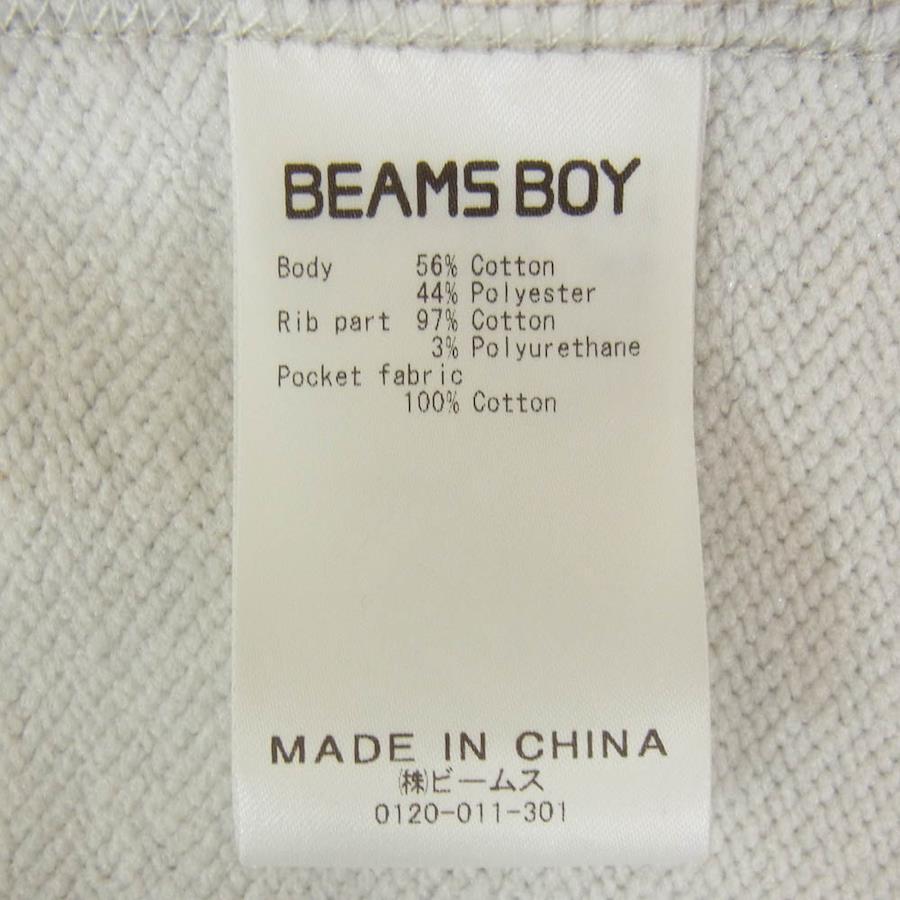 BEAMS BOY
Body 56% Cotton
44% Polyester
Rib part 97% Cotton
3% Polyurethane
Pocket fabric
100% Cotton
MADE IN CHINA
㈱ビームス
0120-011-301